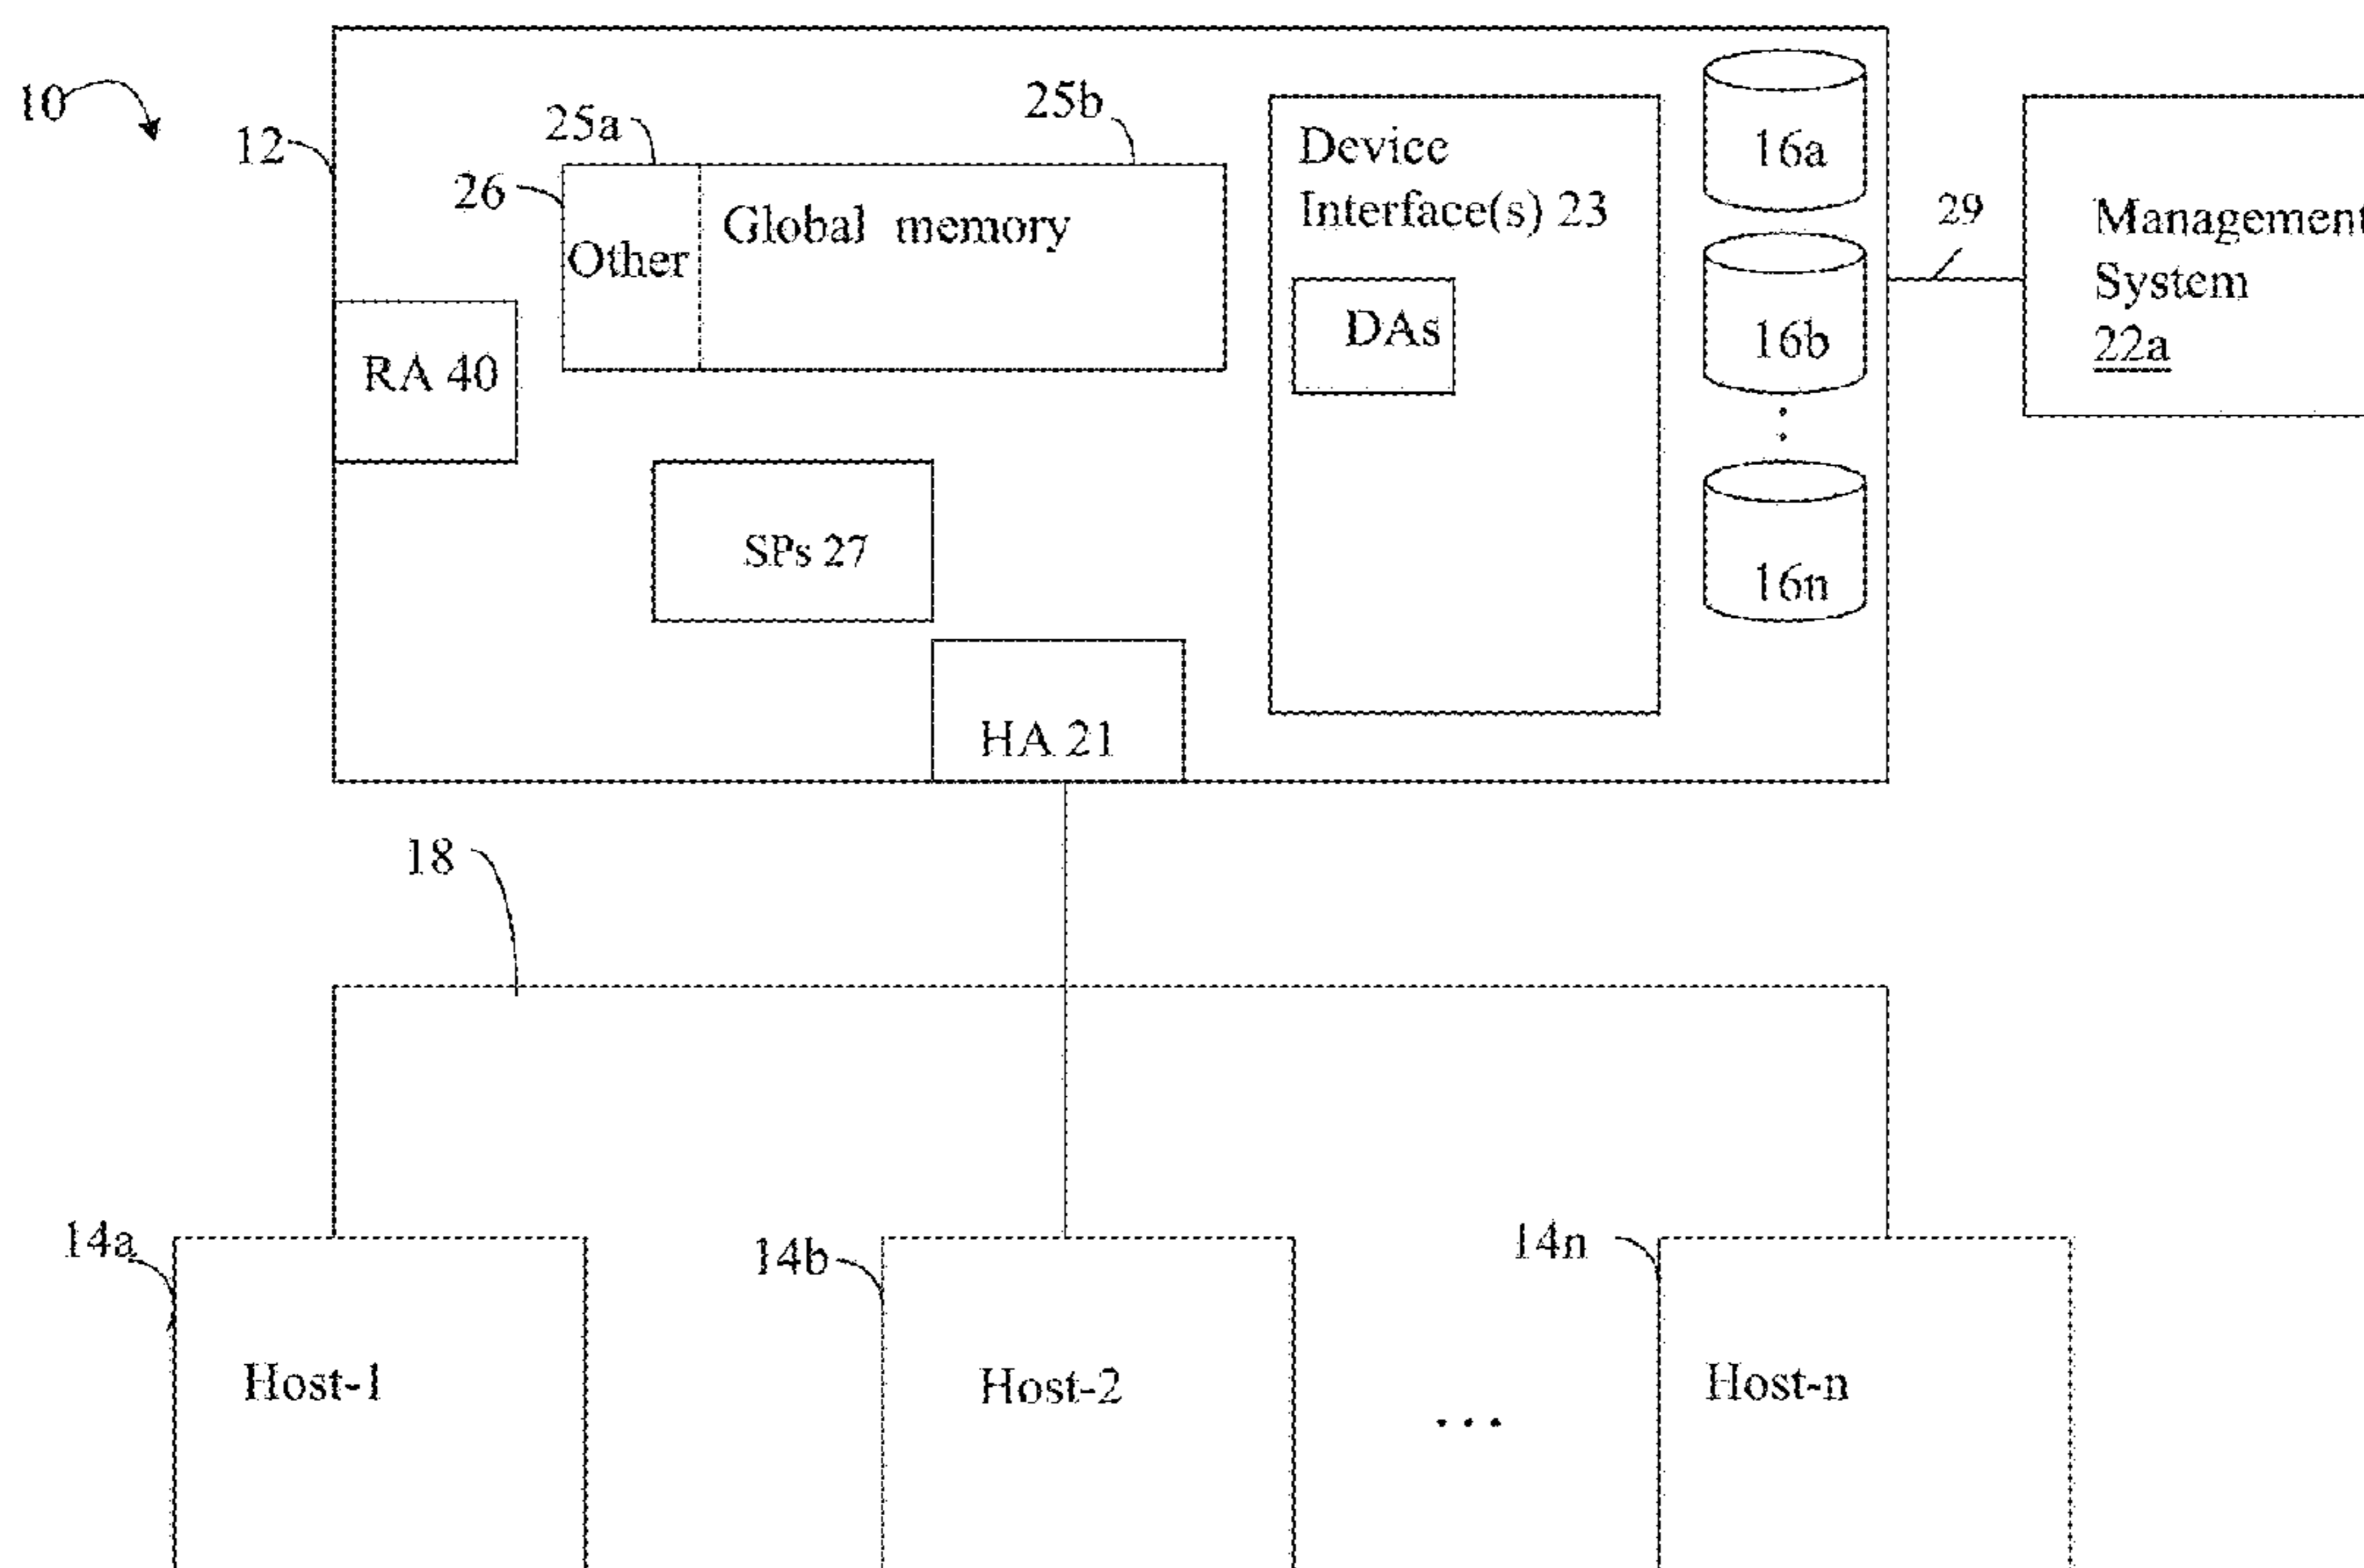 10
12
25a
25b
26
Other
Global memory
Device
Interface(s) 23
DAs
16a
16b
16n
29
Management
System
22a
RA 40
SPs 27
HA 21
18
14a
14b
14n
Host-1
Host-2
...
Host-n